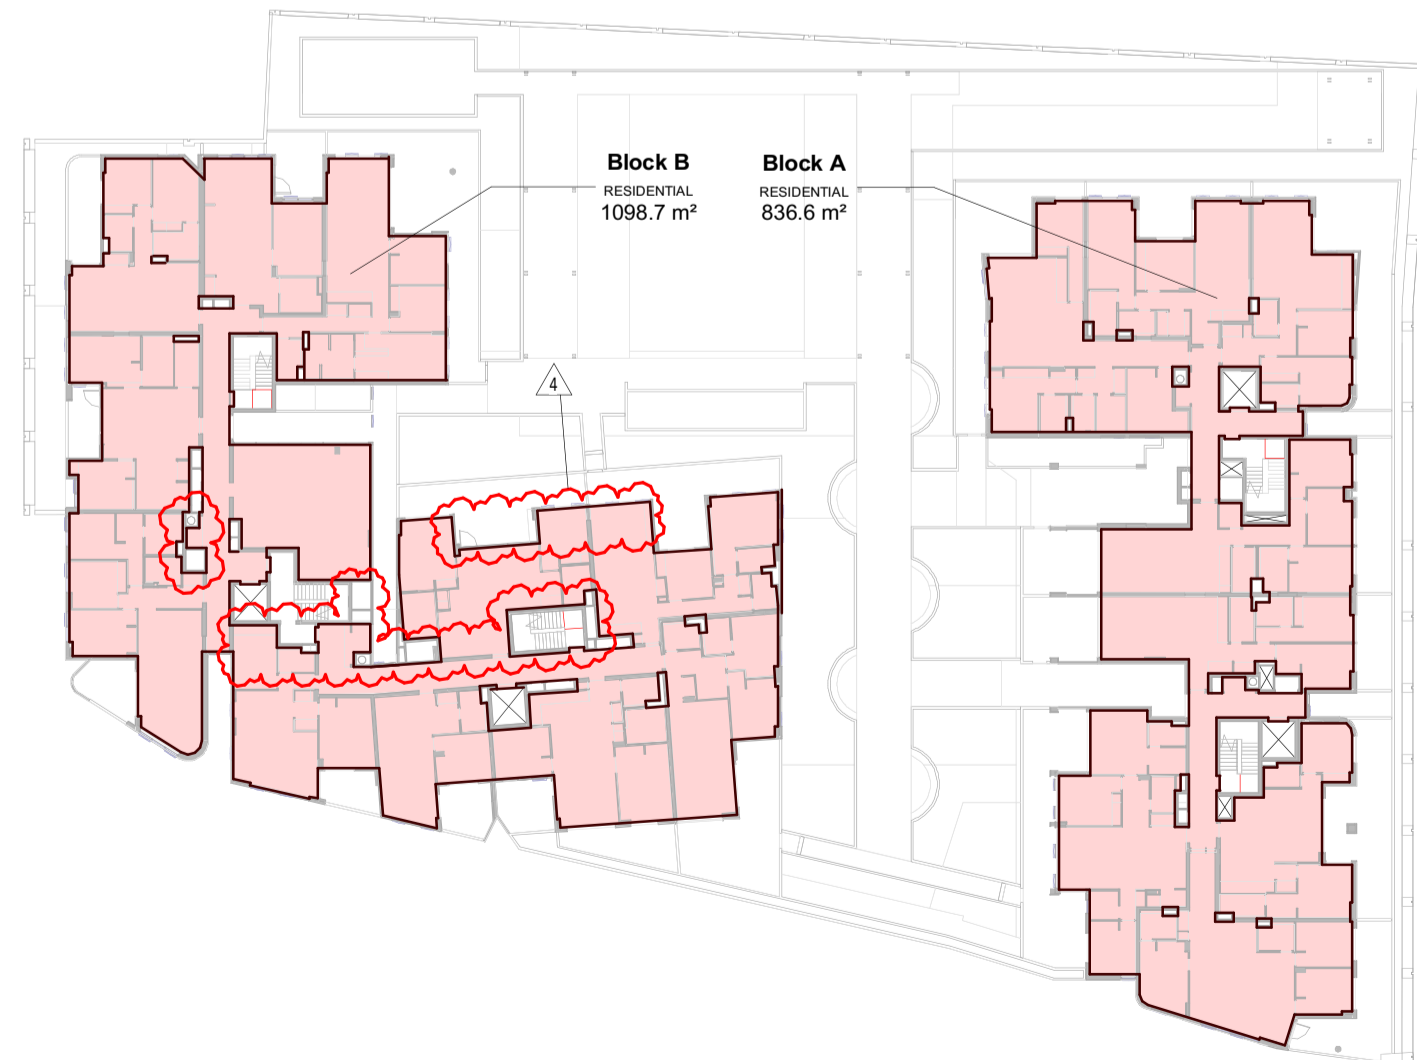 Block B
RESIDENTIAL
1098.7 m²
Block A
RESIDENTIAL
836.6 m²
4